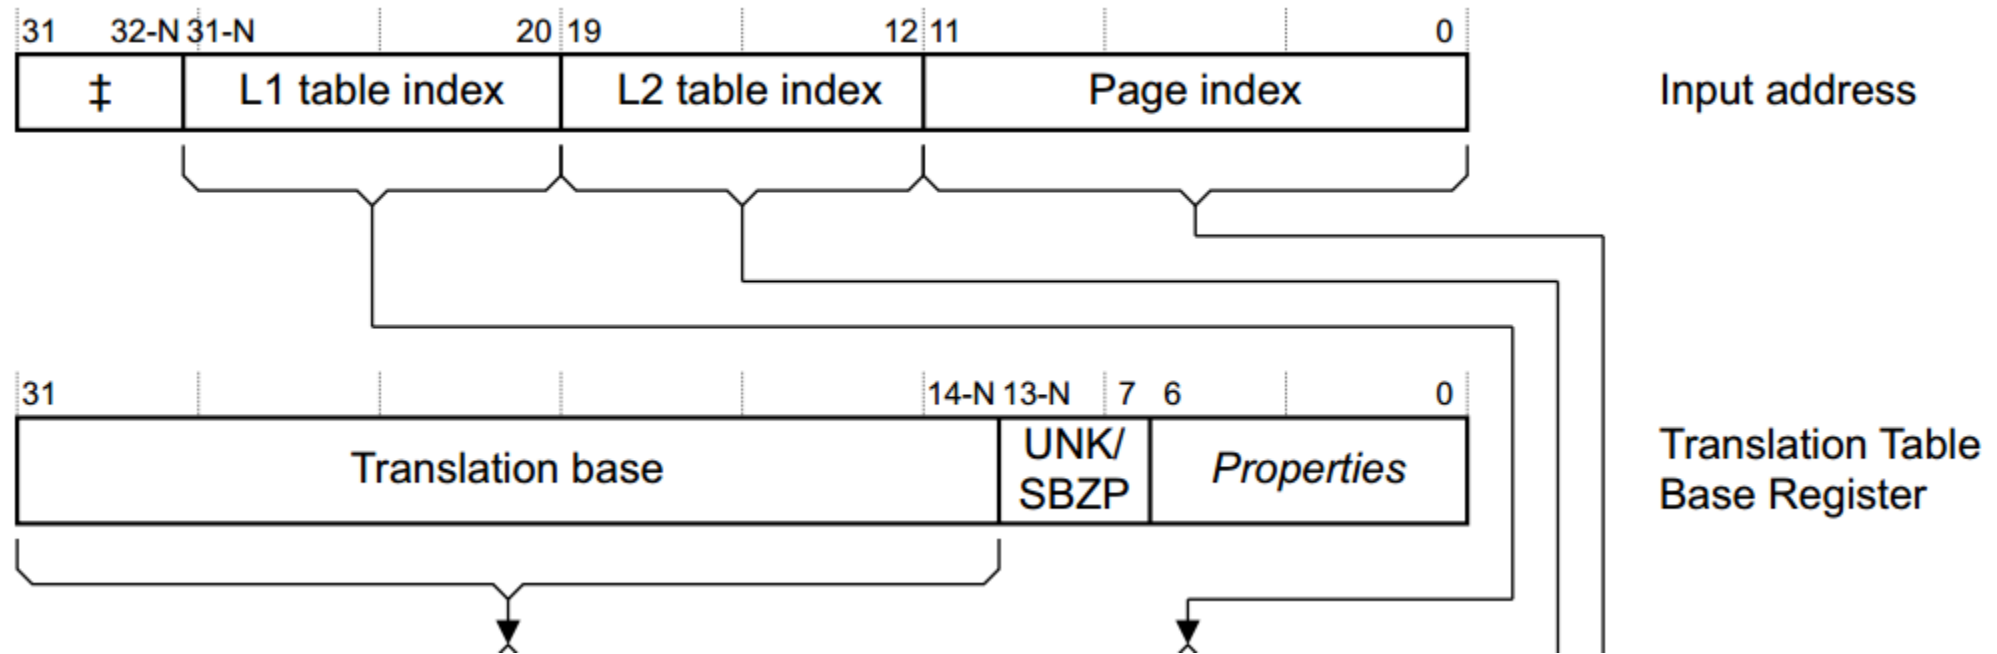 31 32-N 31-N 20 19 12 11 0
‡ L1 table index L2 table index Page index Input address
31 14-N 13-N 7 6 0
Translation base UNK/ SBZP Properties Translation Table Base Register